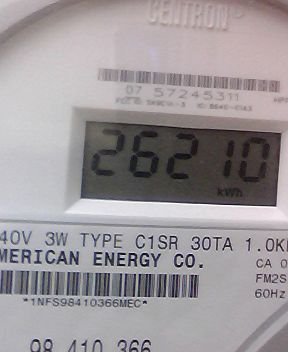 CENTRON
07 57245311
26210
kWh
40V 3W TYPE C1SR 30TA 1.0K
MERICAN ENERGY CO.
CA 0
FM2S
60Hz
*1NFS98410366MEC*
98 410 366